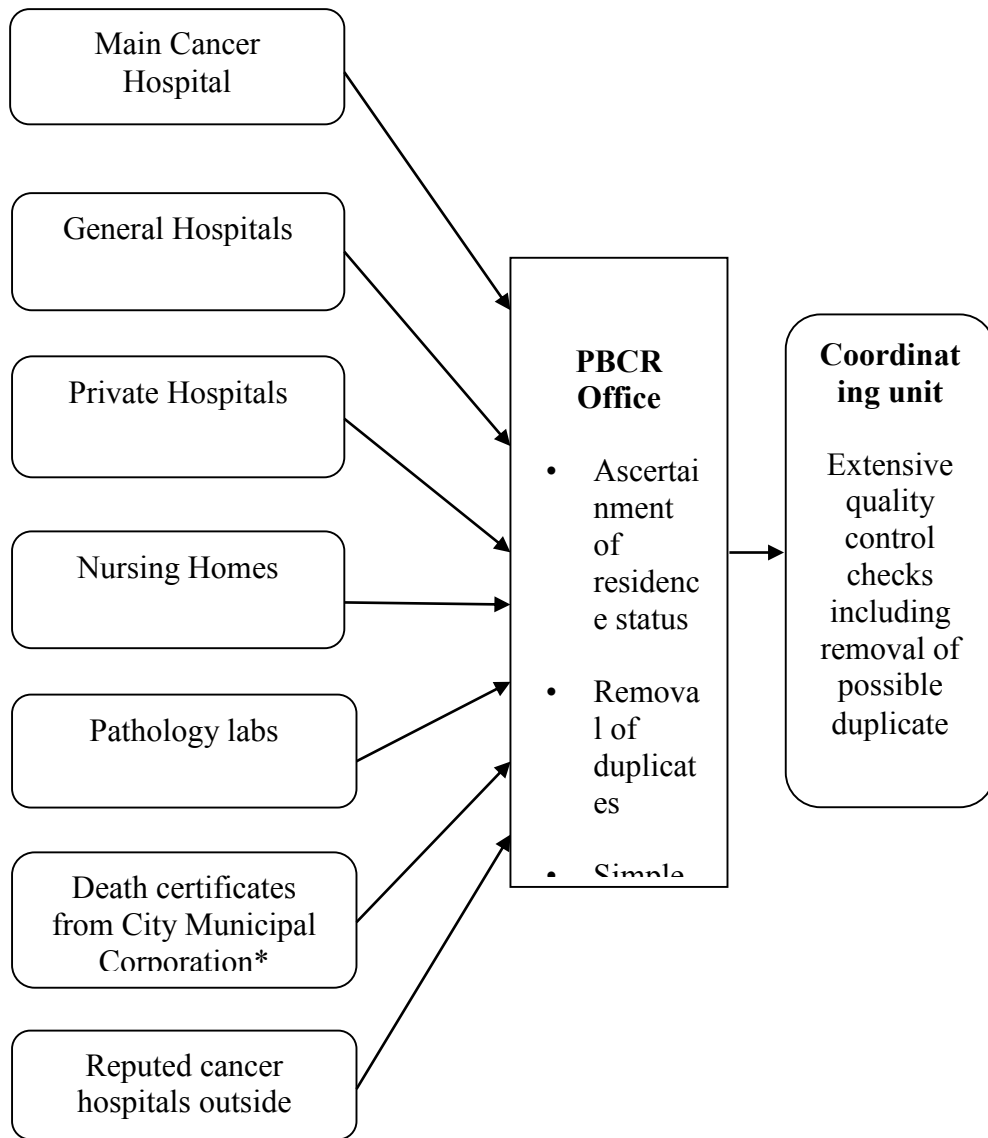 Main Cancer
Hospital
General Hospitals
Private Hospitals
Nursing Homes
Pathology labs
Death certificates
from City Municipal
Corporation*
Reputed cancer
hospitals outside
PBCR
Office
• Ascertai
nment
of
residenc
e status
• Remova
l of
duplicat
es
• Simple
Coordinat
ing unit
Extensive
quality
control
checks
including
removal of
possible
duplicate